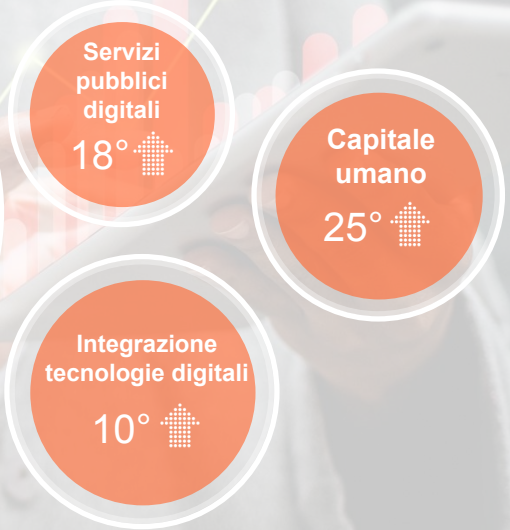 Servizi
pubblici
digitali
18°
Capitale
umano
25°
Integrazione
tecnologie digitali
10°